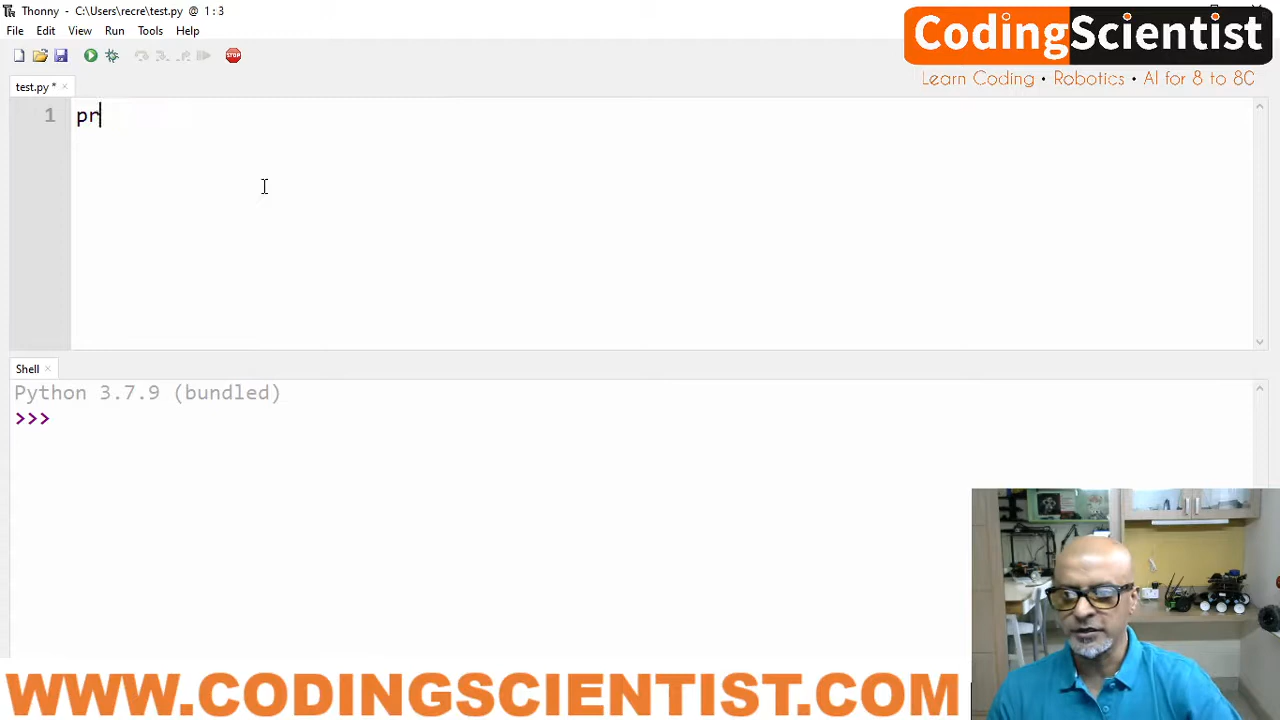 Thonny - C:\Users\recre\test.py @ 1 : 3
File Edit View Run Tools Help
STOP
CodingScientist
Learn Coding • Robotics • AI for 8 to 80
test.py *
1 pr
Shell
Python 3.7.9 (bundled)
>>>
WWW.CODINGSCIENTIST.COM